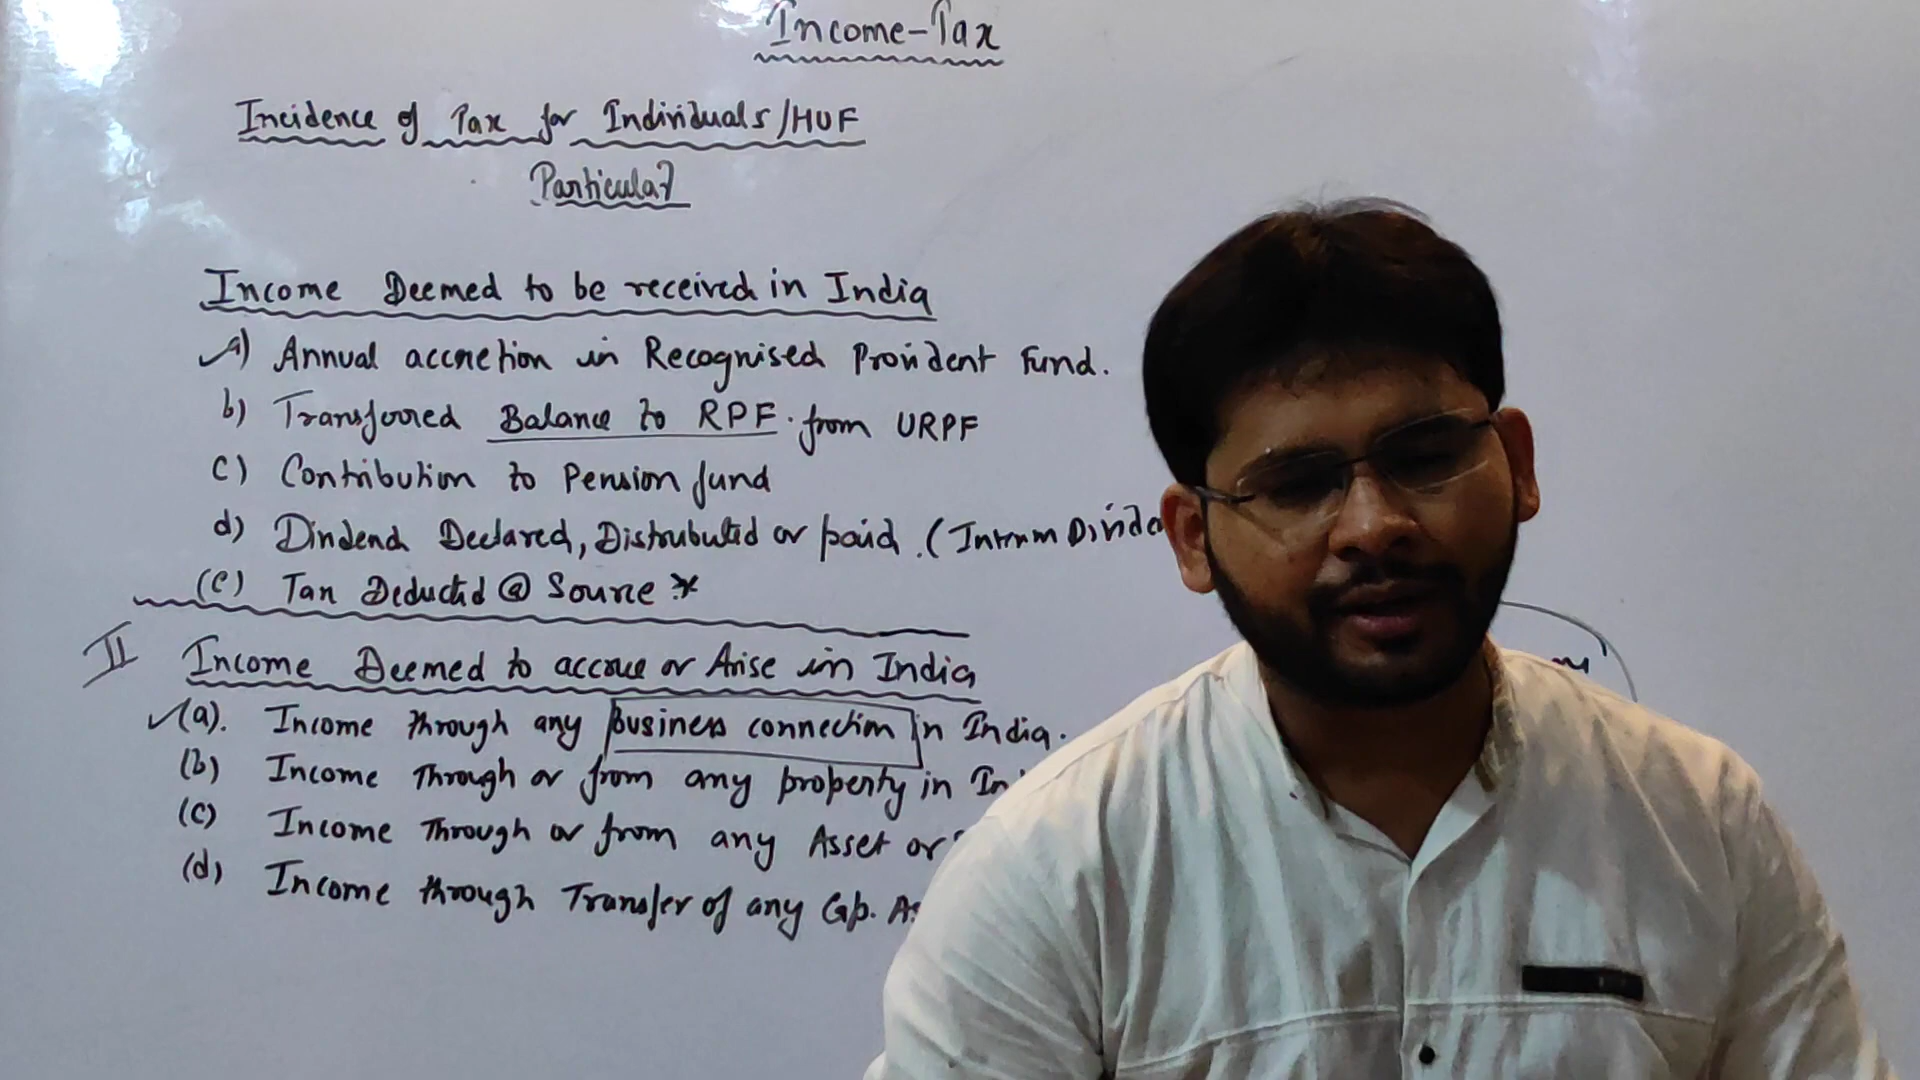 Income-Tax
Incidence of Tax for Individuals/HUF
Particular
Income Deemed to be received in India
a) Annual accretion in Recognised Provident Fund.
b) Transferred Balance to RPF from URPF
c) Contribution to Pension fund
d) Dividend Declared, Distributed or paid. (Interim Divide
(e) Tax Deducted @ Source *
II Income Deemed to accrue or Arise in India
(a). Income through any business connection in India.
(b) Income Through or from any property in In
(c) Income Through or from any Asset or
(d) Income through Transfer of any Cap. As